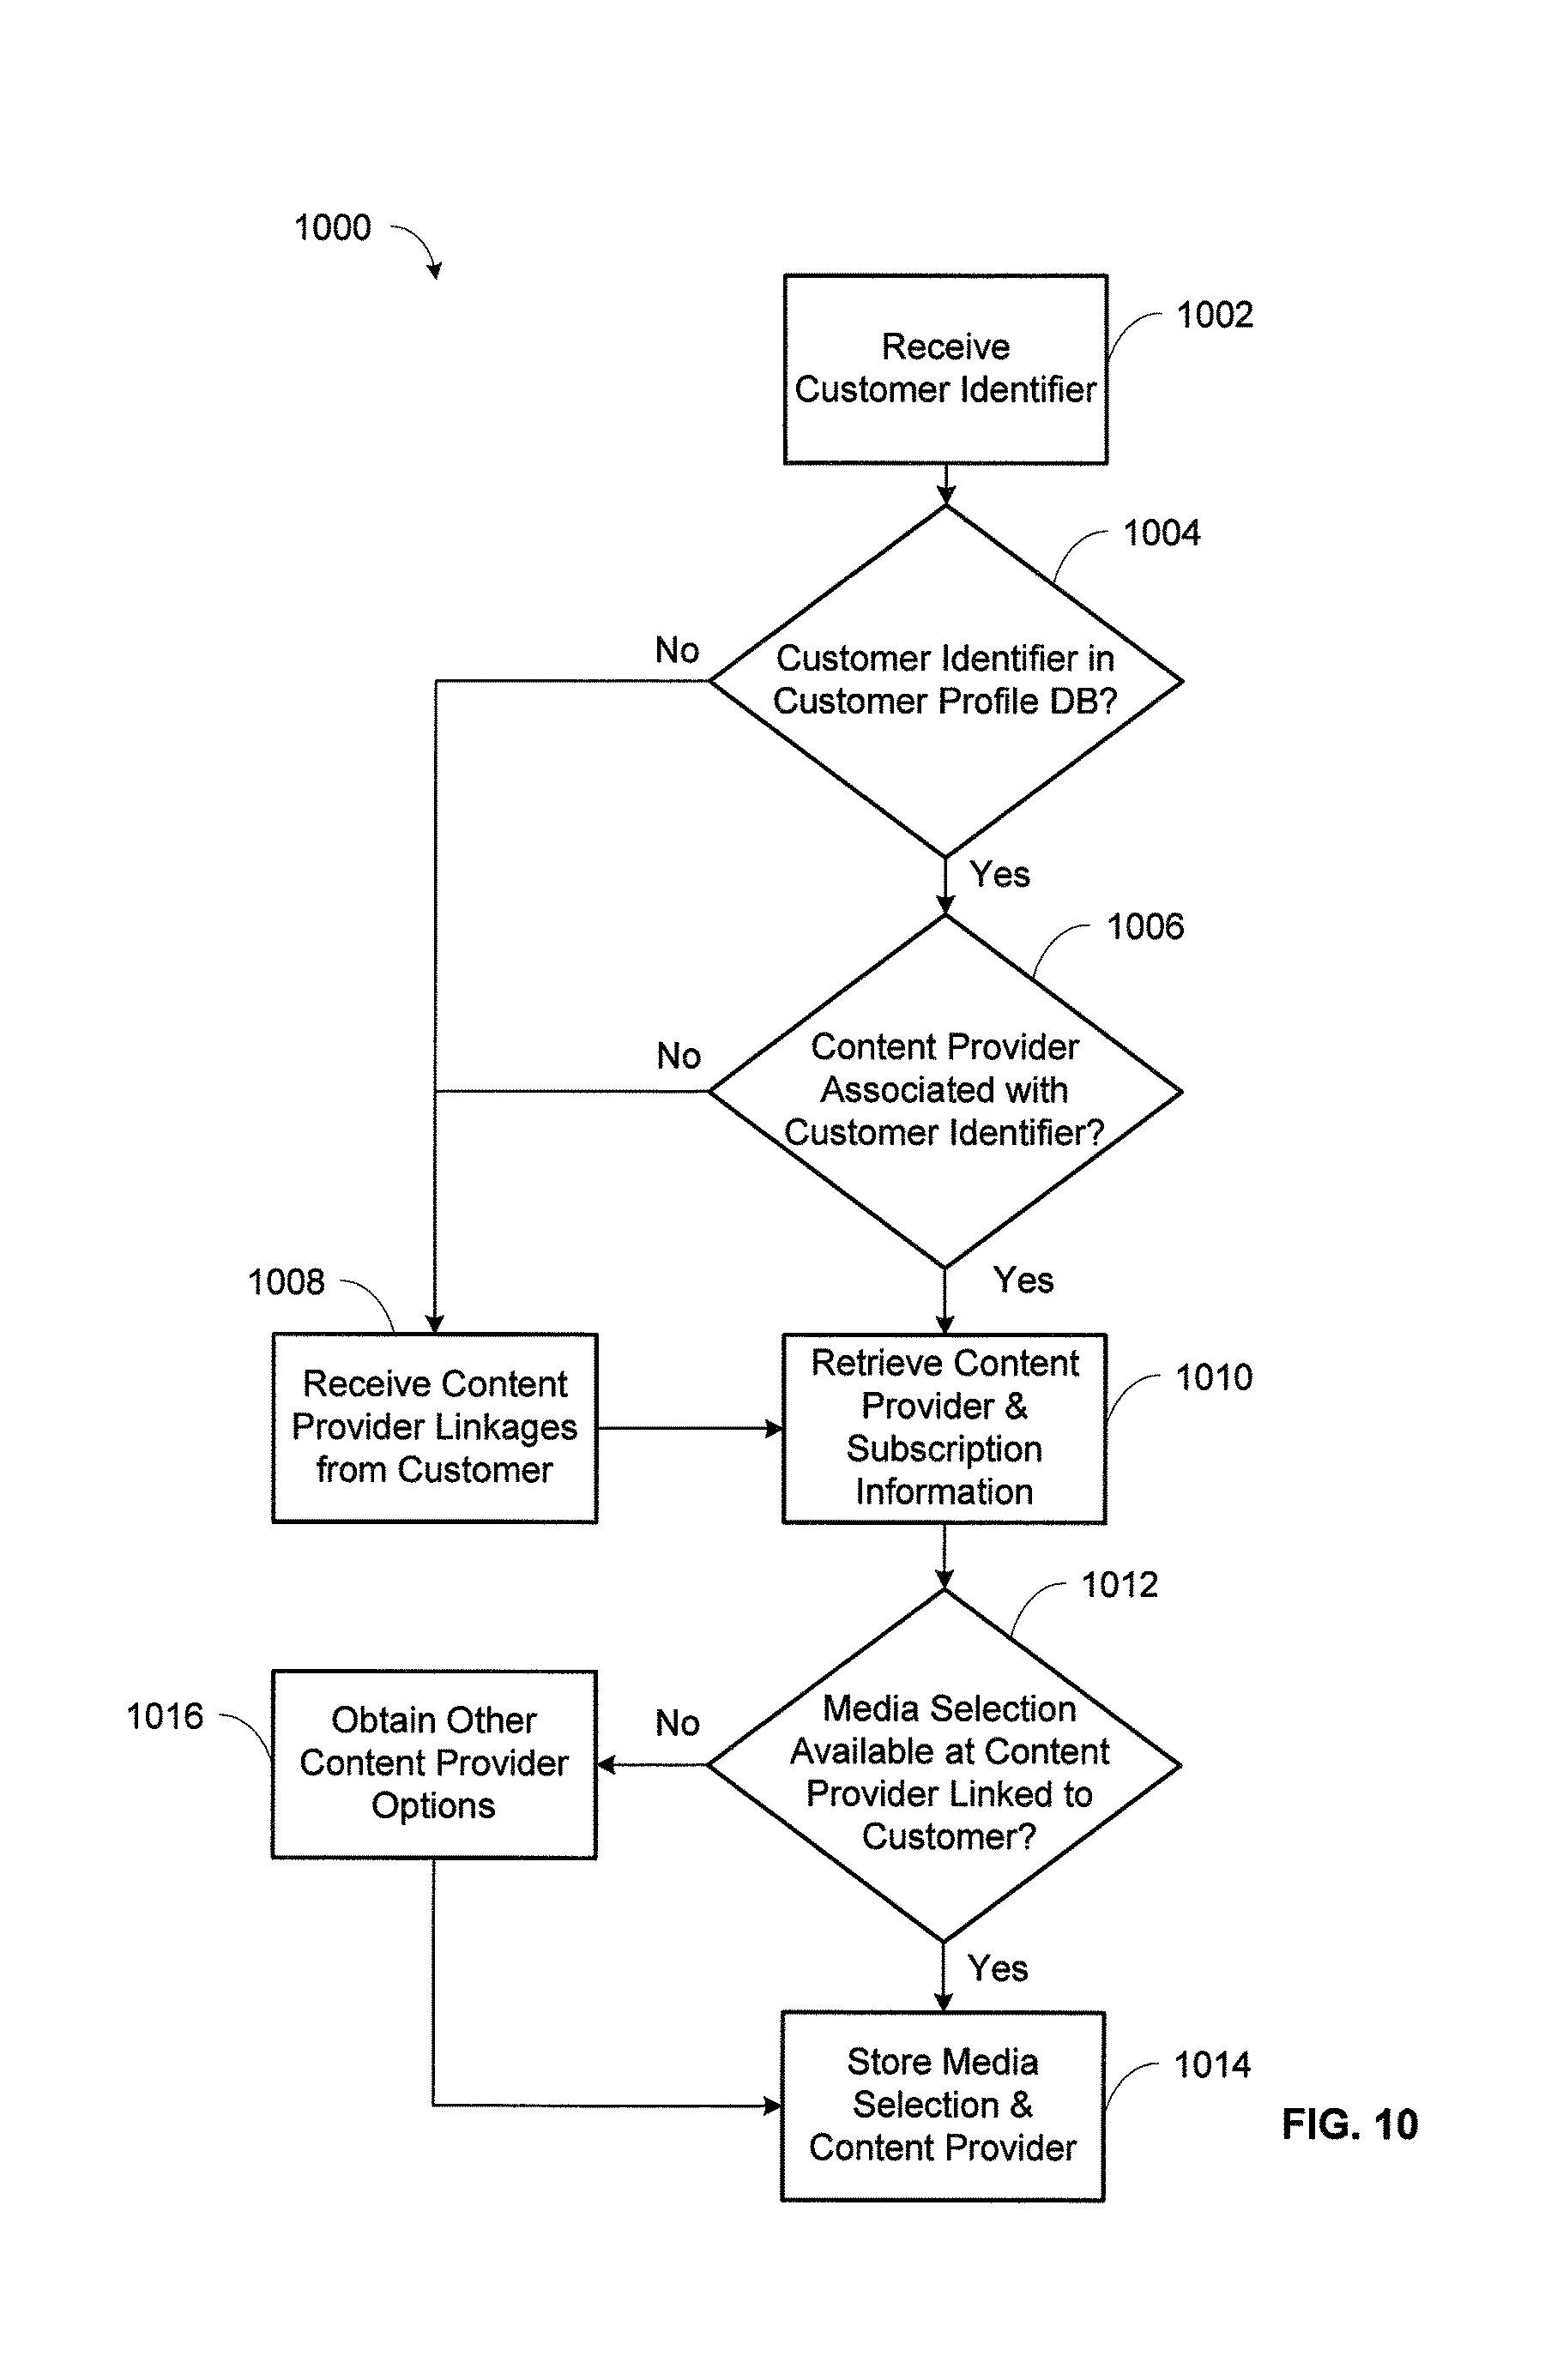 1000
Receive
Customer Identifier
1002
1004
Customer Identifier in
Customer Profile DB?
No
Yes
1006
Content Provider
Associated with
Customer Identifier?
No
Yes
1008
Receive Content
Provider Linkages
from Customer
Retrieve Content
Provider &
Subscription
Information
1010
1012
Media Selection
Available at Content
Provider Linked to
Customer?
No
1016
Obtain Other
Content Provider
Options
Yes
Store Media
Selection &
Content Provider
1014
FIG. 10